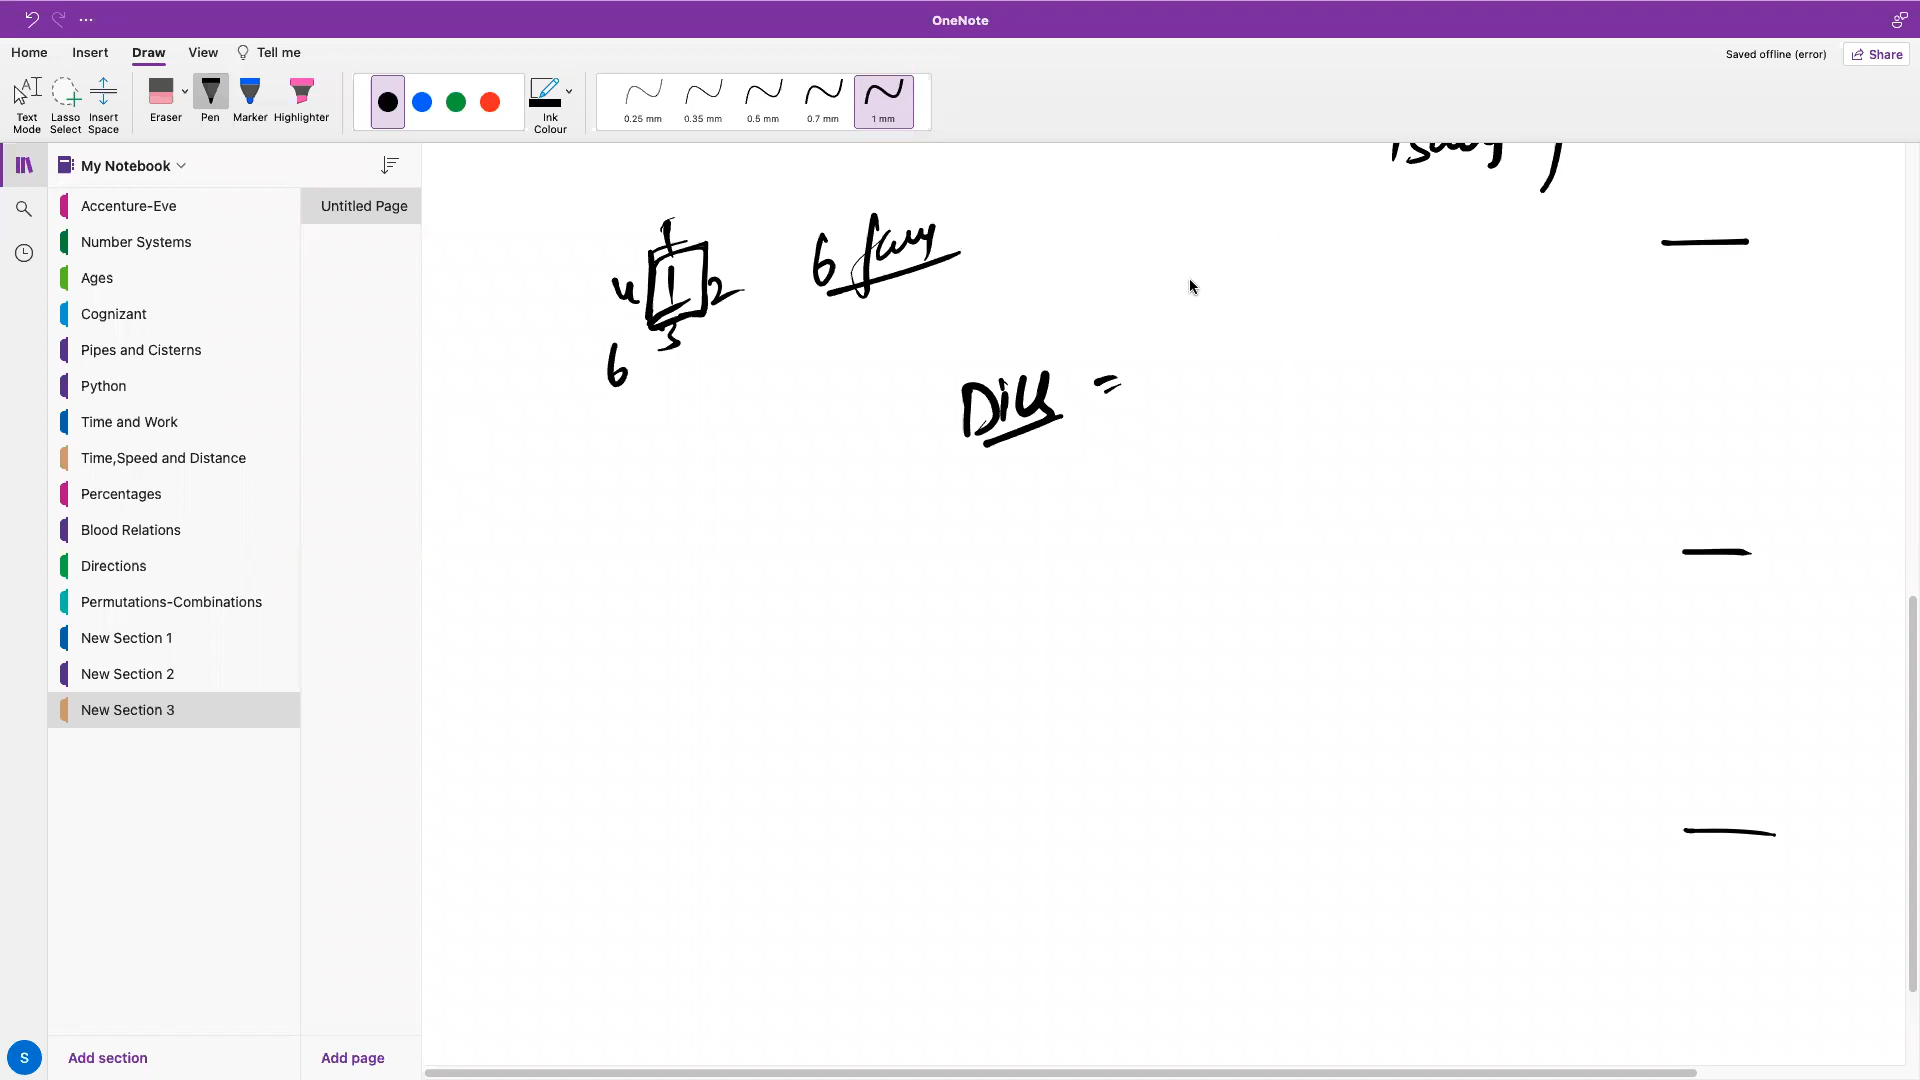 OneNote
Home Insert Draw View Tell me
Saved offline (error) Share
Text Mode
Lasso Select
Insert Space
Eraser
Pen
Marker
Highlighter
Ink Colour
0.25 mm
0.35 mm
0.5 mm
0.7 mm
1 mm
My Notebook
Accenture-Eve
Number Systems
Ages
Cognizant
Pipes and Cisterns
Python
Time and Work
Time,Speed and Distance
Percentages
Blood Relations
Directions
Permutations-Combinations
New Section 1
New Section 2
New Section 3
Untitled Page
1
4 1 2
3
6
6
=
Add section
Add page
S